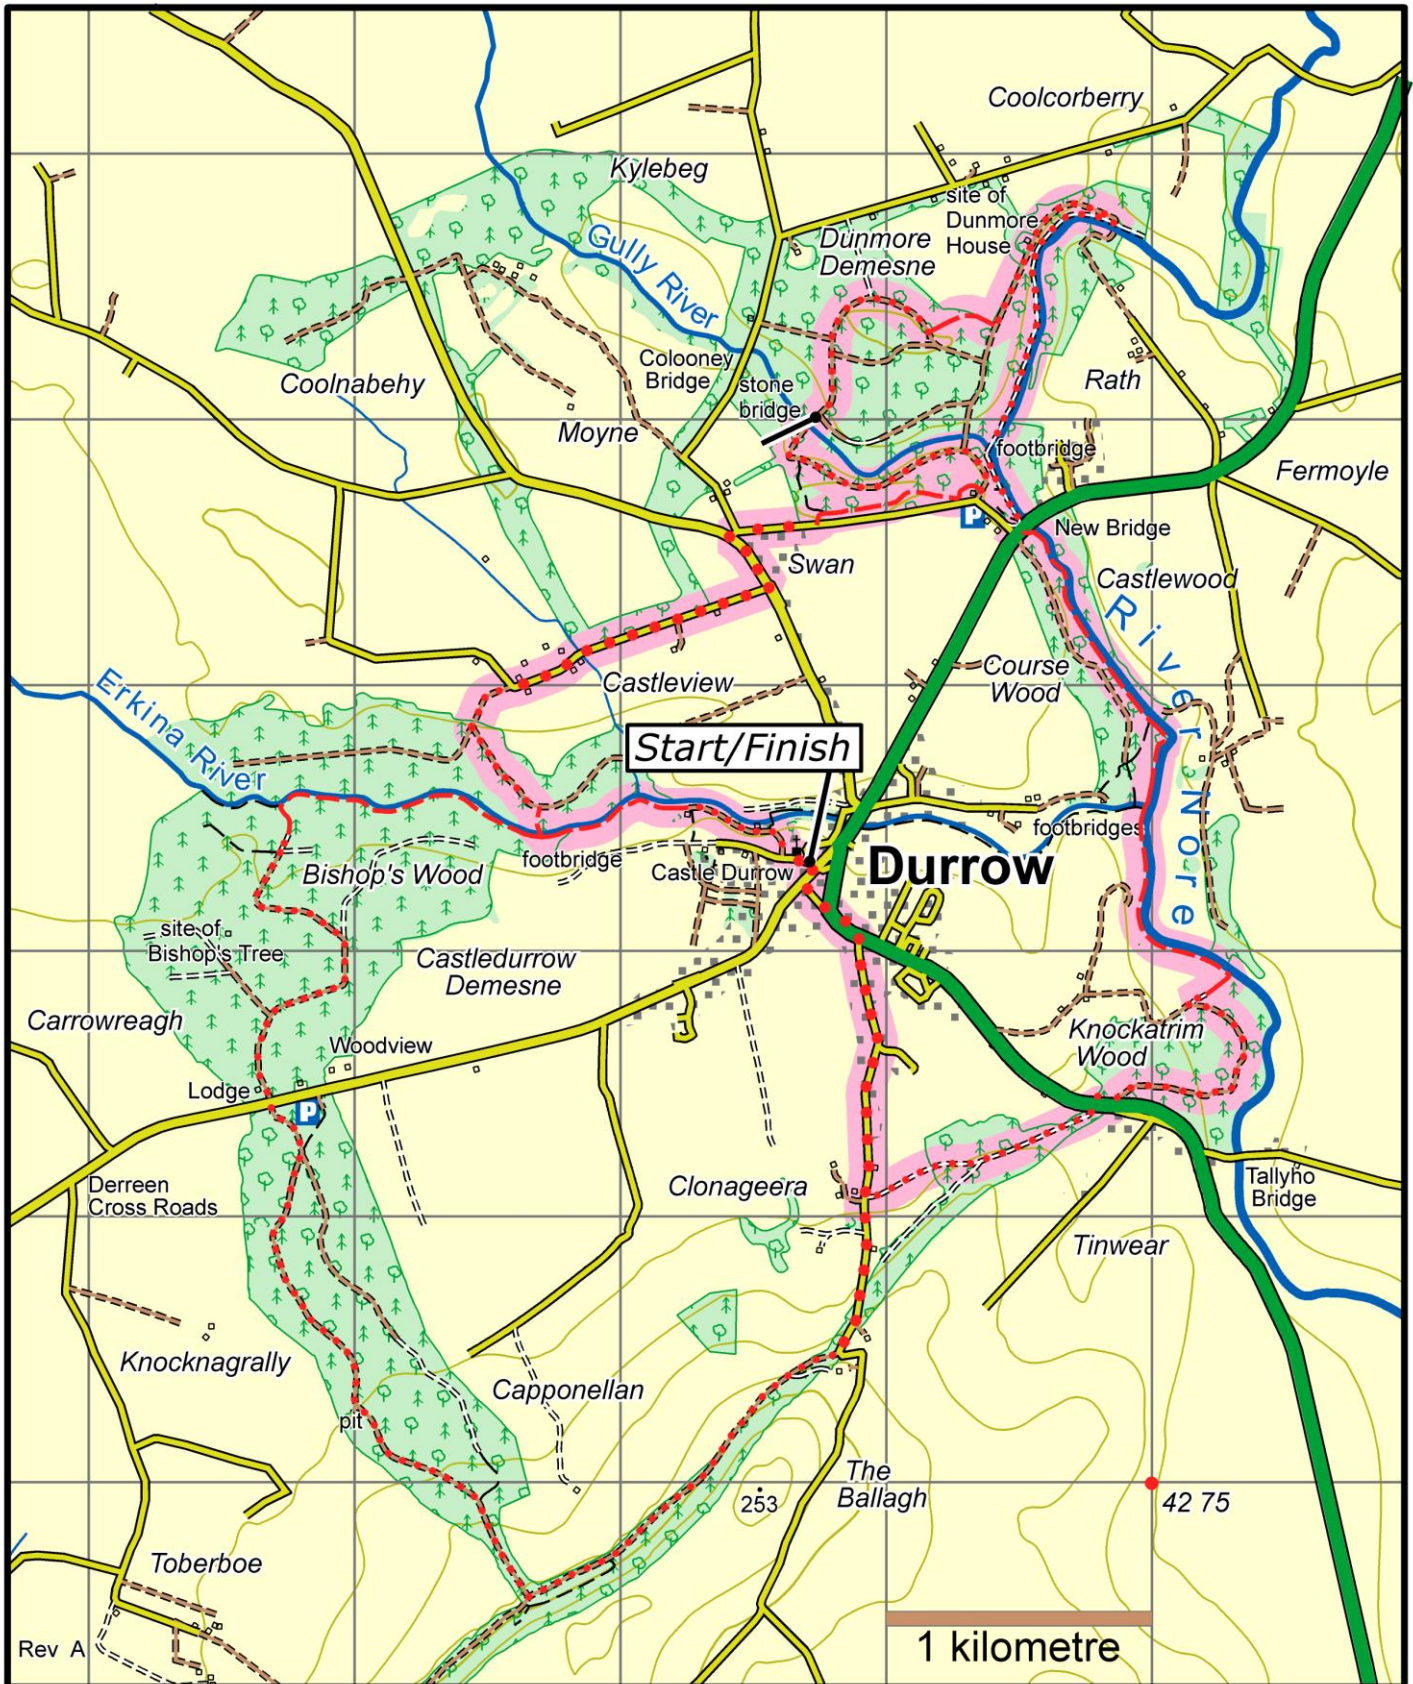 Coolcorberry
Kylebeg
site of
Dunmore
House
Gully River
Dunmore
Demesne
Colooney
Bridge
stone
bridge
Rath
Coolnabehy
Moyne
footbridge
Fermoyle
P
New Bridge
Swan
Castlewood
River Nore
Course
Wood
Castleview
Erkina River
Start/Finish
footbridges
footbridge
Bishop's Wood
Castle Durrow
Durrow
site of
Bishop's Tree
Castledurrow
Demesne
Carrowreagh
Woodview
Knockatrim
Wood
Lodge
P
Derreen
Cross Roads
Clonageera
Tallyho
Bridge
Tinwear
Knocknagrally
Capponellan
pit
The
Ballagh
253
42 75
Toberboe
Rev A
1 kilometre